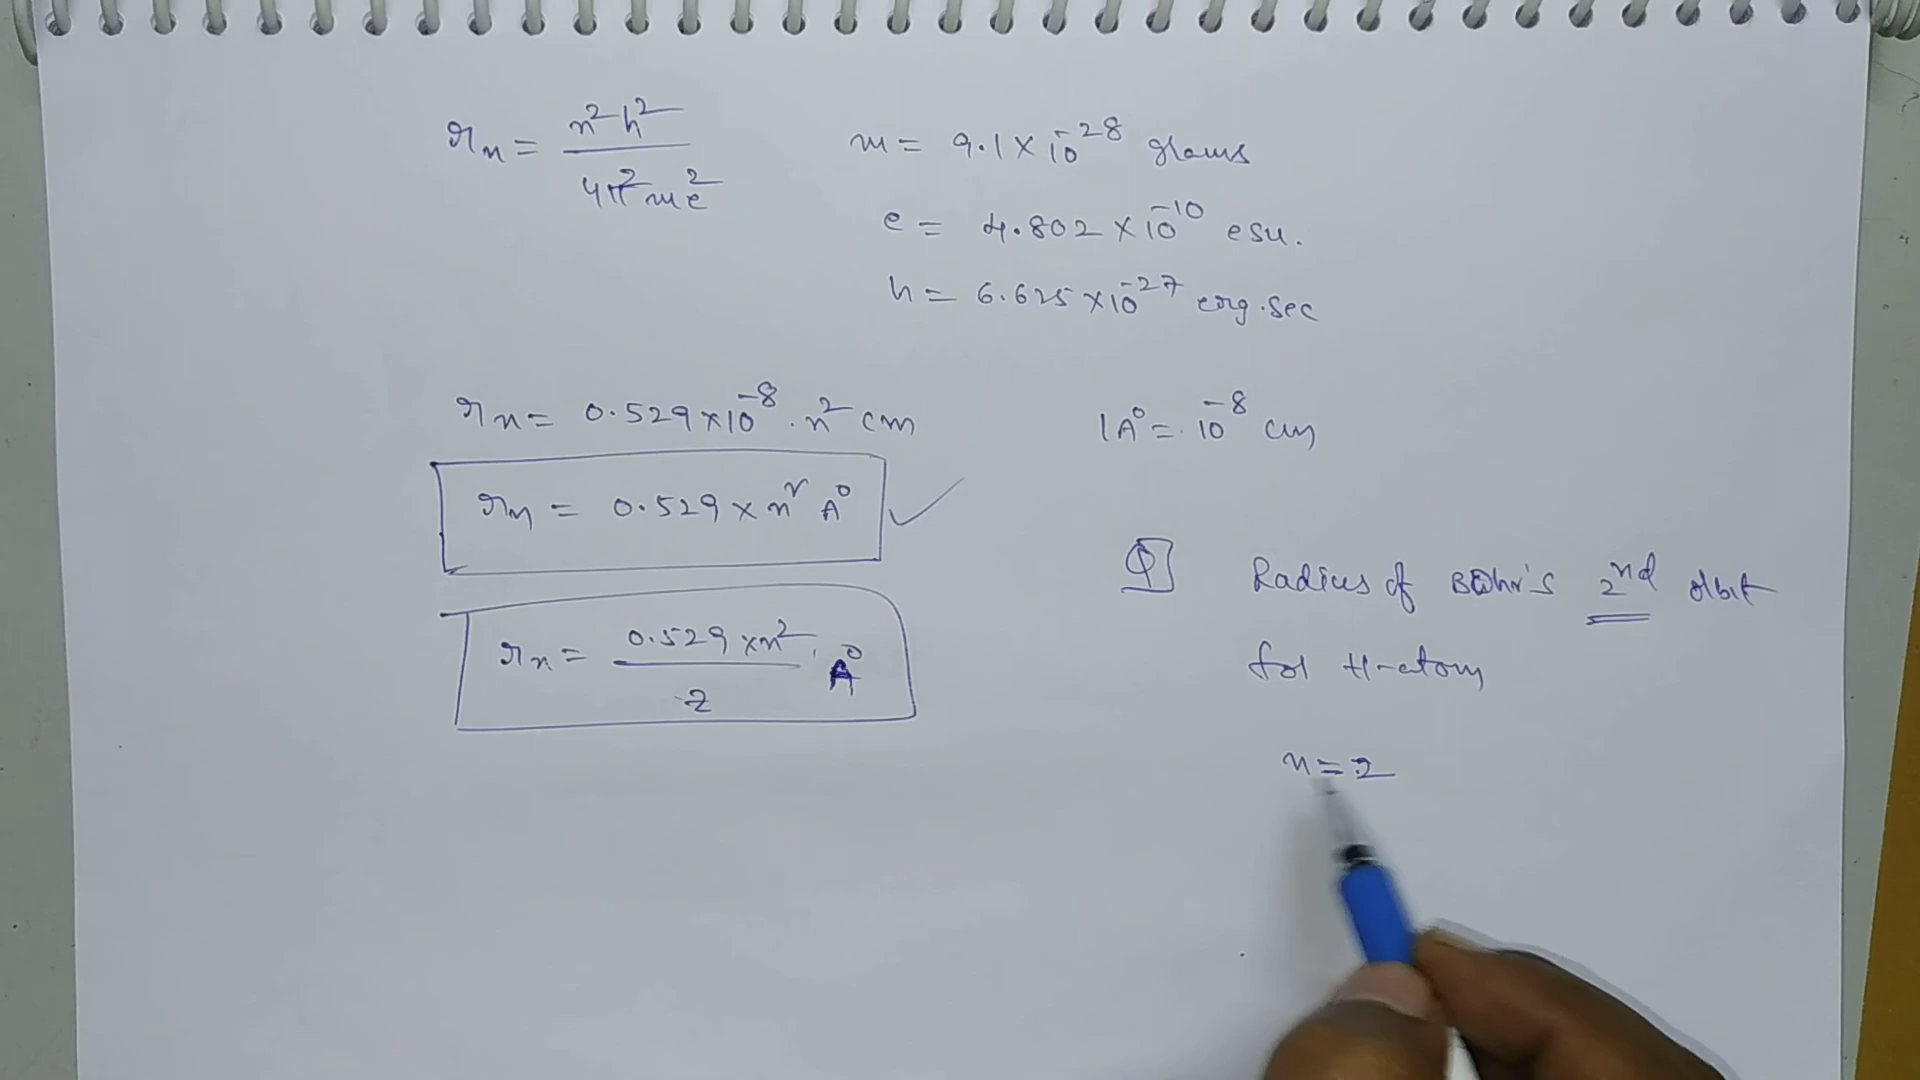 rn = n²h² / 4π²me²
m = 9.1 × 10⁻²⁸ grams
e = 4.802 × 10⁻¹⁰ esu.
h = 6.625 × 10⁻²⁷ erg.sec
rn = 0.529 × 10⁻⁸ . n² cm
1A° = 10⁻⁸ cm
rn = 0.529 × n² A°
rn = 0.529 × n² / z . A°
Q] Radius of Bohr's 2nd orbit
for H-atom
n = 2